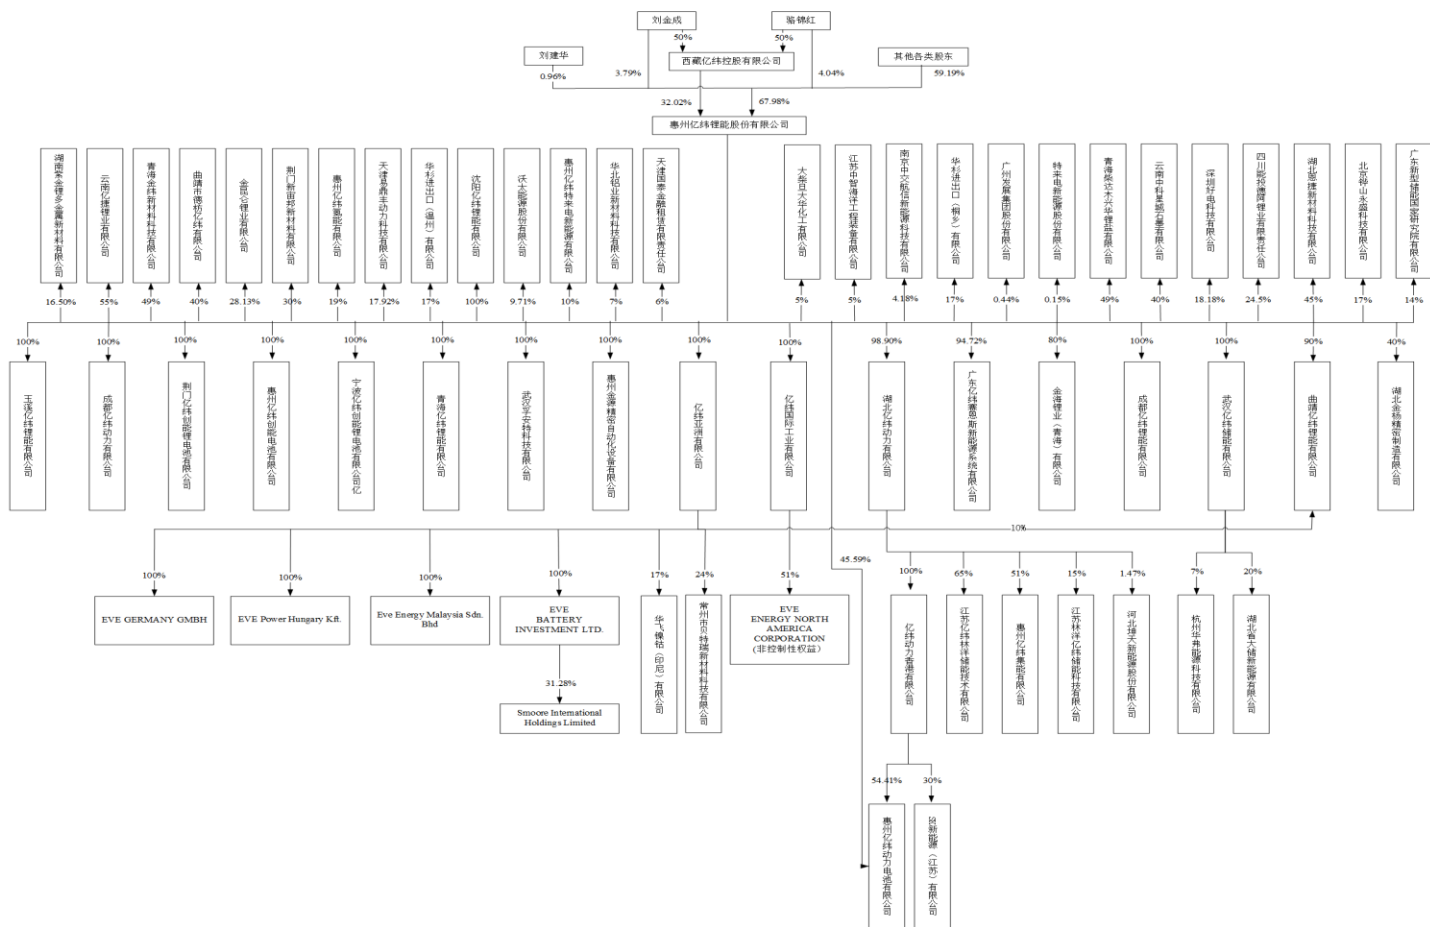 刘金成
骆锦红
50%
50%
刘建华
西藏亿纬控股有限公司
其他各类股东
0.96%
3.79%
4.04%
59.19%
32.02%
67.98%
惠州亿纬锂能股份有限公司
湖南紫金锂多金属新材料有限公司
云南亿捷锂业有限公司
青海金纬新材料科技有限公司
曲靖市德枋亿纬有限公司
金昆仑锂业有限公司
荆门新宙邦新材料有限公司
惠州亿纬氢能有限公司
天津易鼎丰动力科技有限公司
华杉进出口（温州）有限公司
沈阳亿纬锂能有限公司
沃太能源股份有限公司
惠州亿纬特来电新能源有限公司
华北铝业新材料科技有限公司
天津国泰金融租赁有限责任公司
大柴旦大华化工有限公司
江苏中智海洋工程装备有限公司
南京中交航信新能源科技有限公司
华杉进出口（桐乡）有限公司
广州发展集团股份有限公司
特来电新能源股份有限公司
青海柴达木兴华锂盐有限公司
云南中科星城石墨有限公司
深圳好电科技有限公司
四川能投德阿锂业有限责任公司
湖北恩捷新材料科技有限公司
北京铧山永盛科技有限公司
广东新型储能国家研究院有限公司
16.50%
55%
49%
40%
28.13%
30%
19%
17.92%
17%
100%
9.71%
10%
7%
6%
5%
5%
4.18%
17%
0.44%
0.15%
49%
40%
18.18%
24.5%
45%
17%
14%
100%
100%
100%
100%
100%
100%
100%
100%
100%
100%
98.90%
94.72%
80%
100%
100%
90%
40%
玉溪亿纬锂能有限公司
成都亿纬动力有限公司
荆门亿纬创能锂电池有限公司
惠州亿纬创能电池有限公司
宁波亿纬创能锂电池有限公司亿
青海亿纬锂能有限公司
武汉孚安特科技有限公司
惠州金源精密自动化设备有限公司
亿纬亚洲有限公司
亿纬国际工业有限公司
湖北亿纬动力有限公司
广东亿纬赛恩斯新能源系统有限公司
金海锂业（青海）有限公司
成都亿纬锂能有限公司
武汉亿纬储能有限公司
曲靖亿纬锂能有限公司
湖北金杨精密制造有限公司
10%
45.59%
100%
100%
100%
100%
17%
24%
51%
100%
65%
51%
15%
1.47%
7%
20%
EVE GERMANY GMBH
EVE Power Hungary Kft.
Eve Energy Malaysia Sdn.
Bhd
EVE
BATTERY
INVESTMENT LTD.
华飞镍钴（印尼）有限公司
常州市贝特瑞新材料科技有限公司
EVE
ENERGY NORTH
AMERICA
CORPORATION
(非控制性权益）
亿纬动力香港有限公司
江苏亿纬林洋储能技术有限公司
惠州亿纬集能有限公司
江苏林洋亿纬储能科技有限公司
新能源股份有限公司
杭州华弗能源科技有限公司
湖北省大储新能源有限公司
31.28%
Smoore International
Holdings Limited
54.41%
30%
惠州亿纬动力电池有限公司
新能源（江苏）有限公司